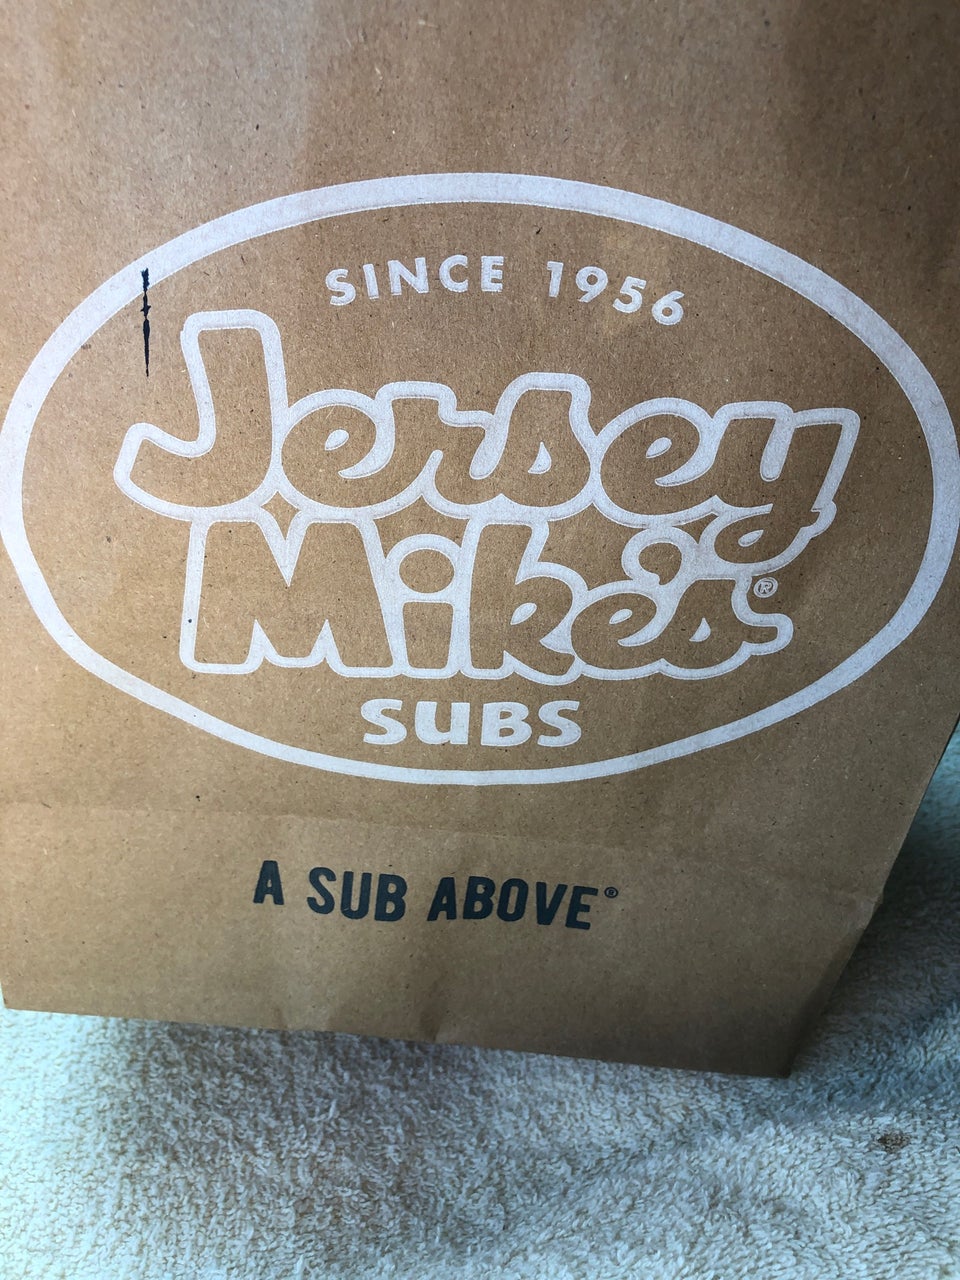 SINCE 1956
Jersey
Mike's®
SUBS
A SUB ABOVE®